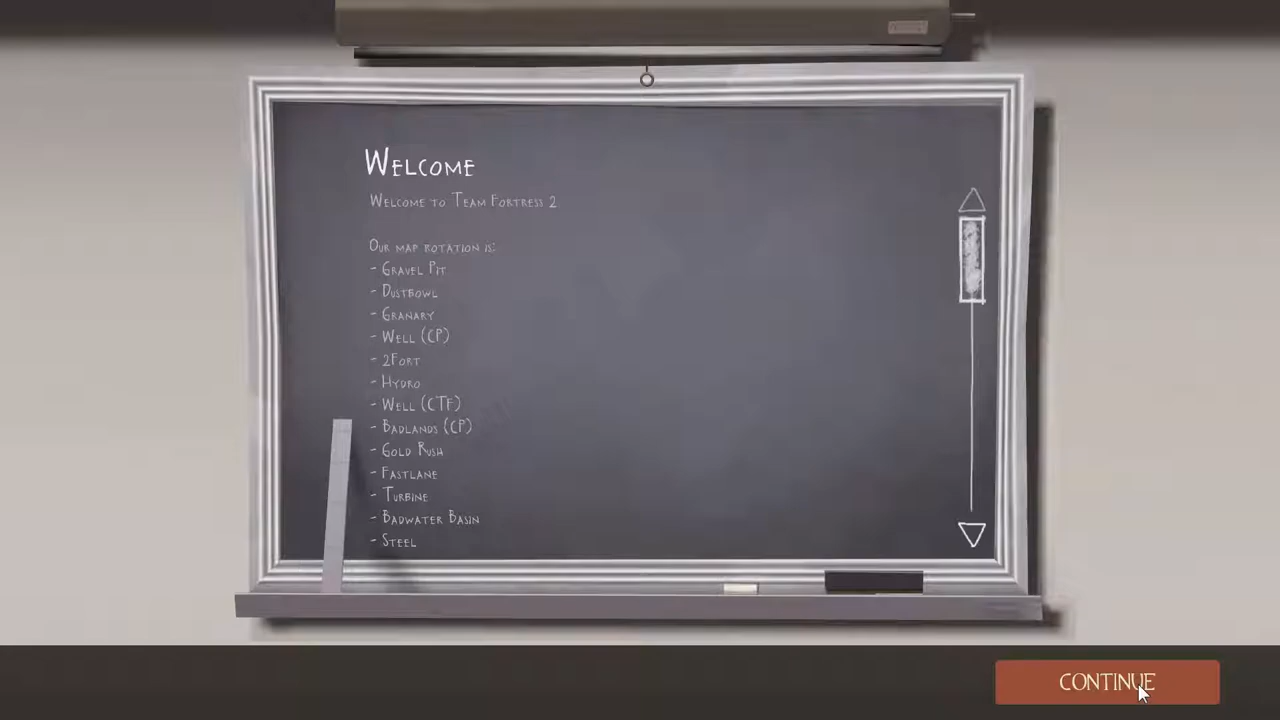 Welcome
Welcome to Team Fortress 2
Our map rotation is:
- Gravel Pit
- Dustbowl
- Granary
- Well (CP)
- 2Fort
- Hydro
- Well (CTF)
- Badlands (CP)
- Gold Rush
- Fastlane
- Turbine
- Badwater Basin
- Steel
CONTINUE